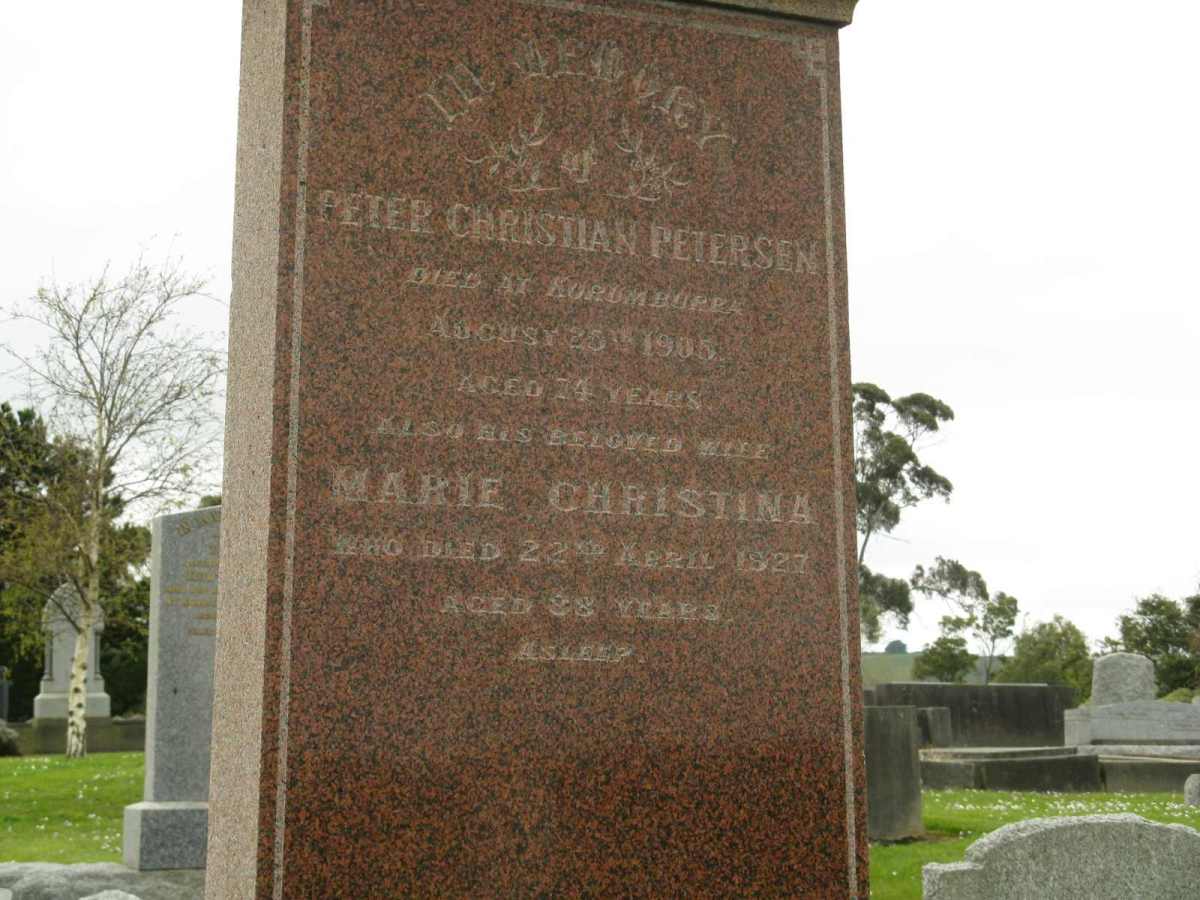 IN MEMORY
of
PETER CHRISTIAN PETERSEN
DIED AT KORUMBURRA
AUGUST 25TH 1905.
AGED 74 YEARS
ALSO HIS BELOVED WIFE
MARIE CHRISTINA
WHO DIED 22ND APRIL 1927
AGED 88 YEARS.
ASLEEP.